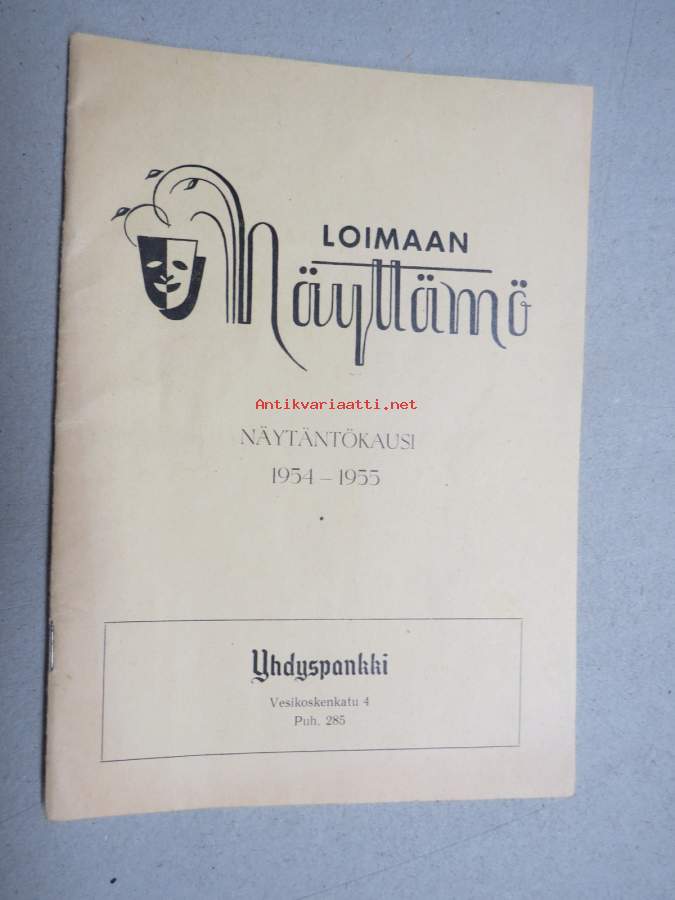 LOIMAAN
Näyttämö
Antikvariaatti.net
NÄYTÄNTÖKAUSI
1954 – 1955
Yhdyspankki
Vesikoskenkatu 4
Puh. 285